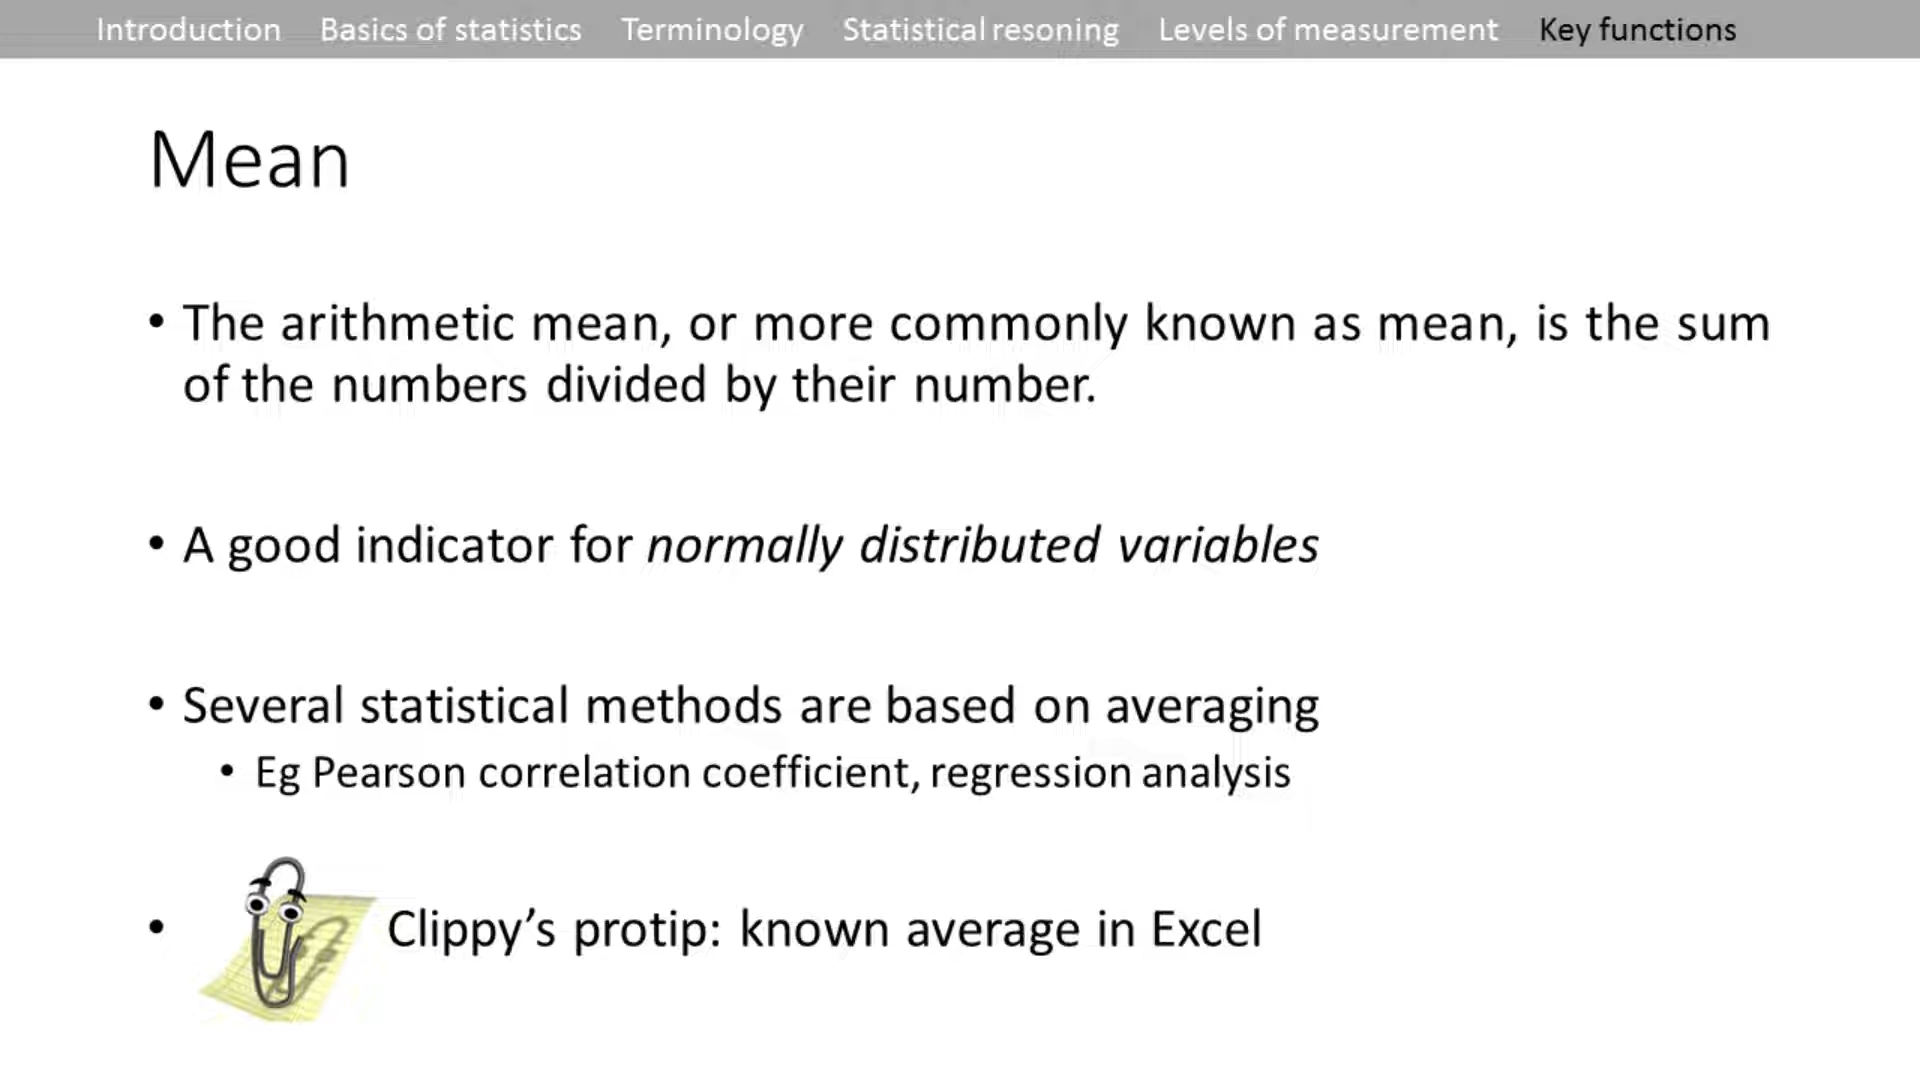 Introduction Basics of statistics Terminology Statistical resoning Levels of measurement Key functions
Mean
• The arithmetic mean, or more commonly known as mean, is the sum
of the numbers divided by their number.
• A good indicator for normally distributed variables
• Several statistical methods are based on averaging
• Eg Pearson correlation coefficient, regression analysis
• Clippy’s protip: known average in Excel